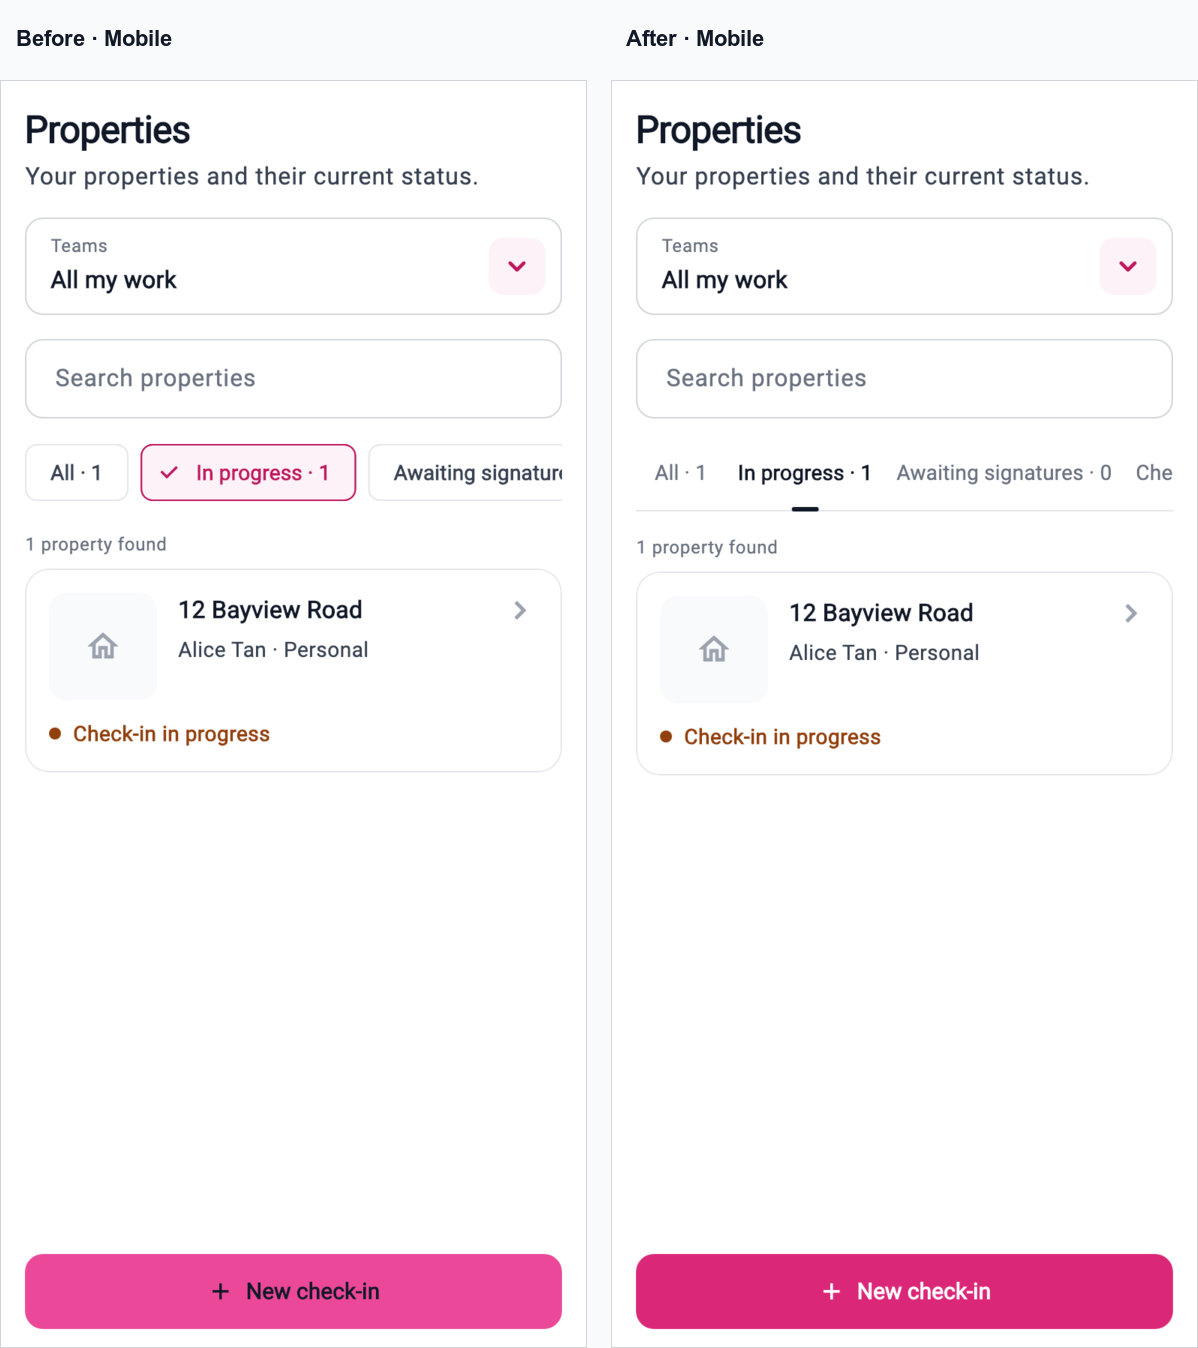 Before · Mobile
Properties
Your properties and their current status.
Teams
All my work
Search properties
All · 1
In progress · 1
Awaiting signature
1 property found
12 Bayview Road
Alice Tan · Personal
Check-in in progress
+ New check-in
After · Mobile
Properties
Your properties and their current status.
Teams
All my work
Search properties
All · 1
In progress · 1
Awaiting signatures · 0
Che
1 property found
12 Bayview Road
Alice Tan · Personal
Check-in in progress
+ New check-in